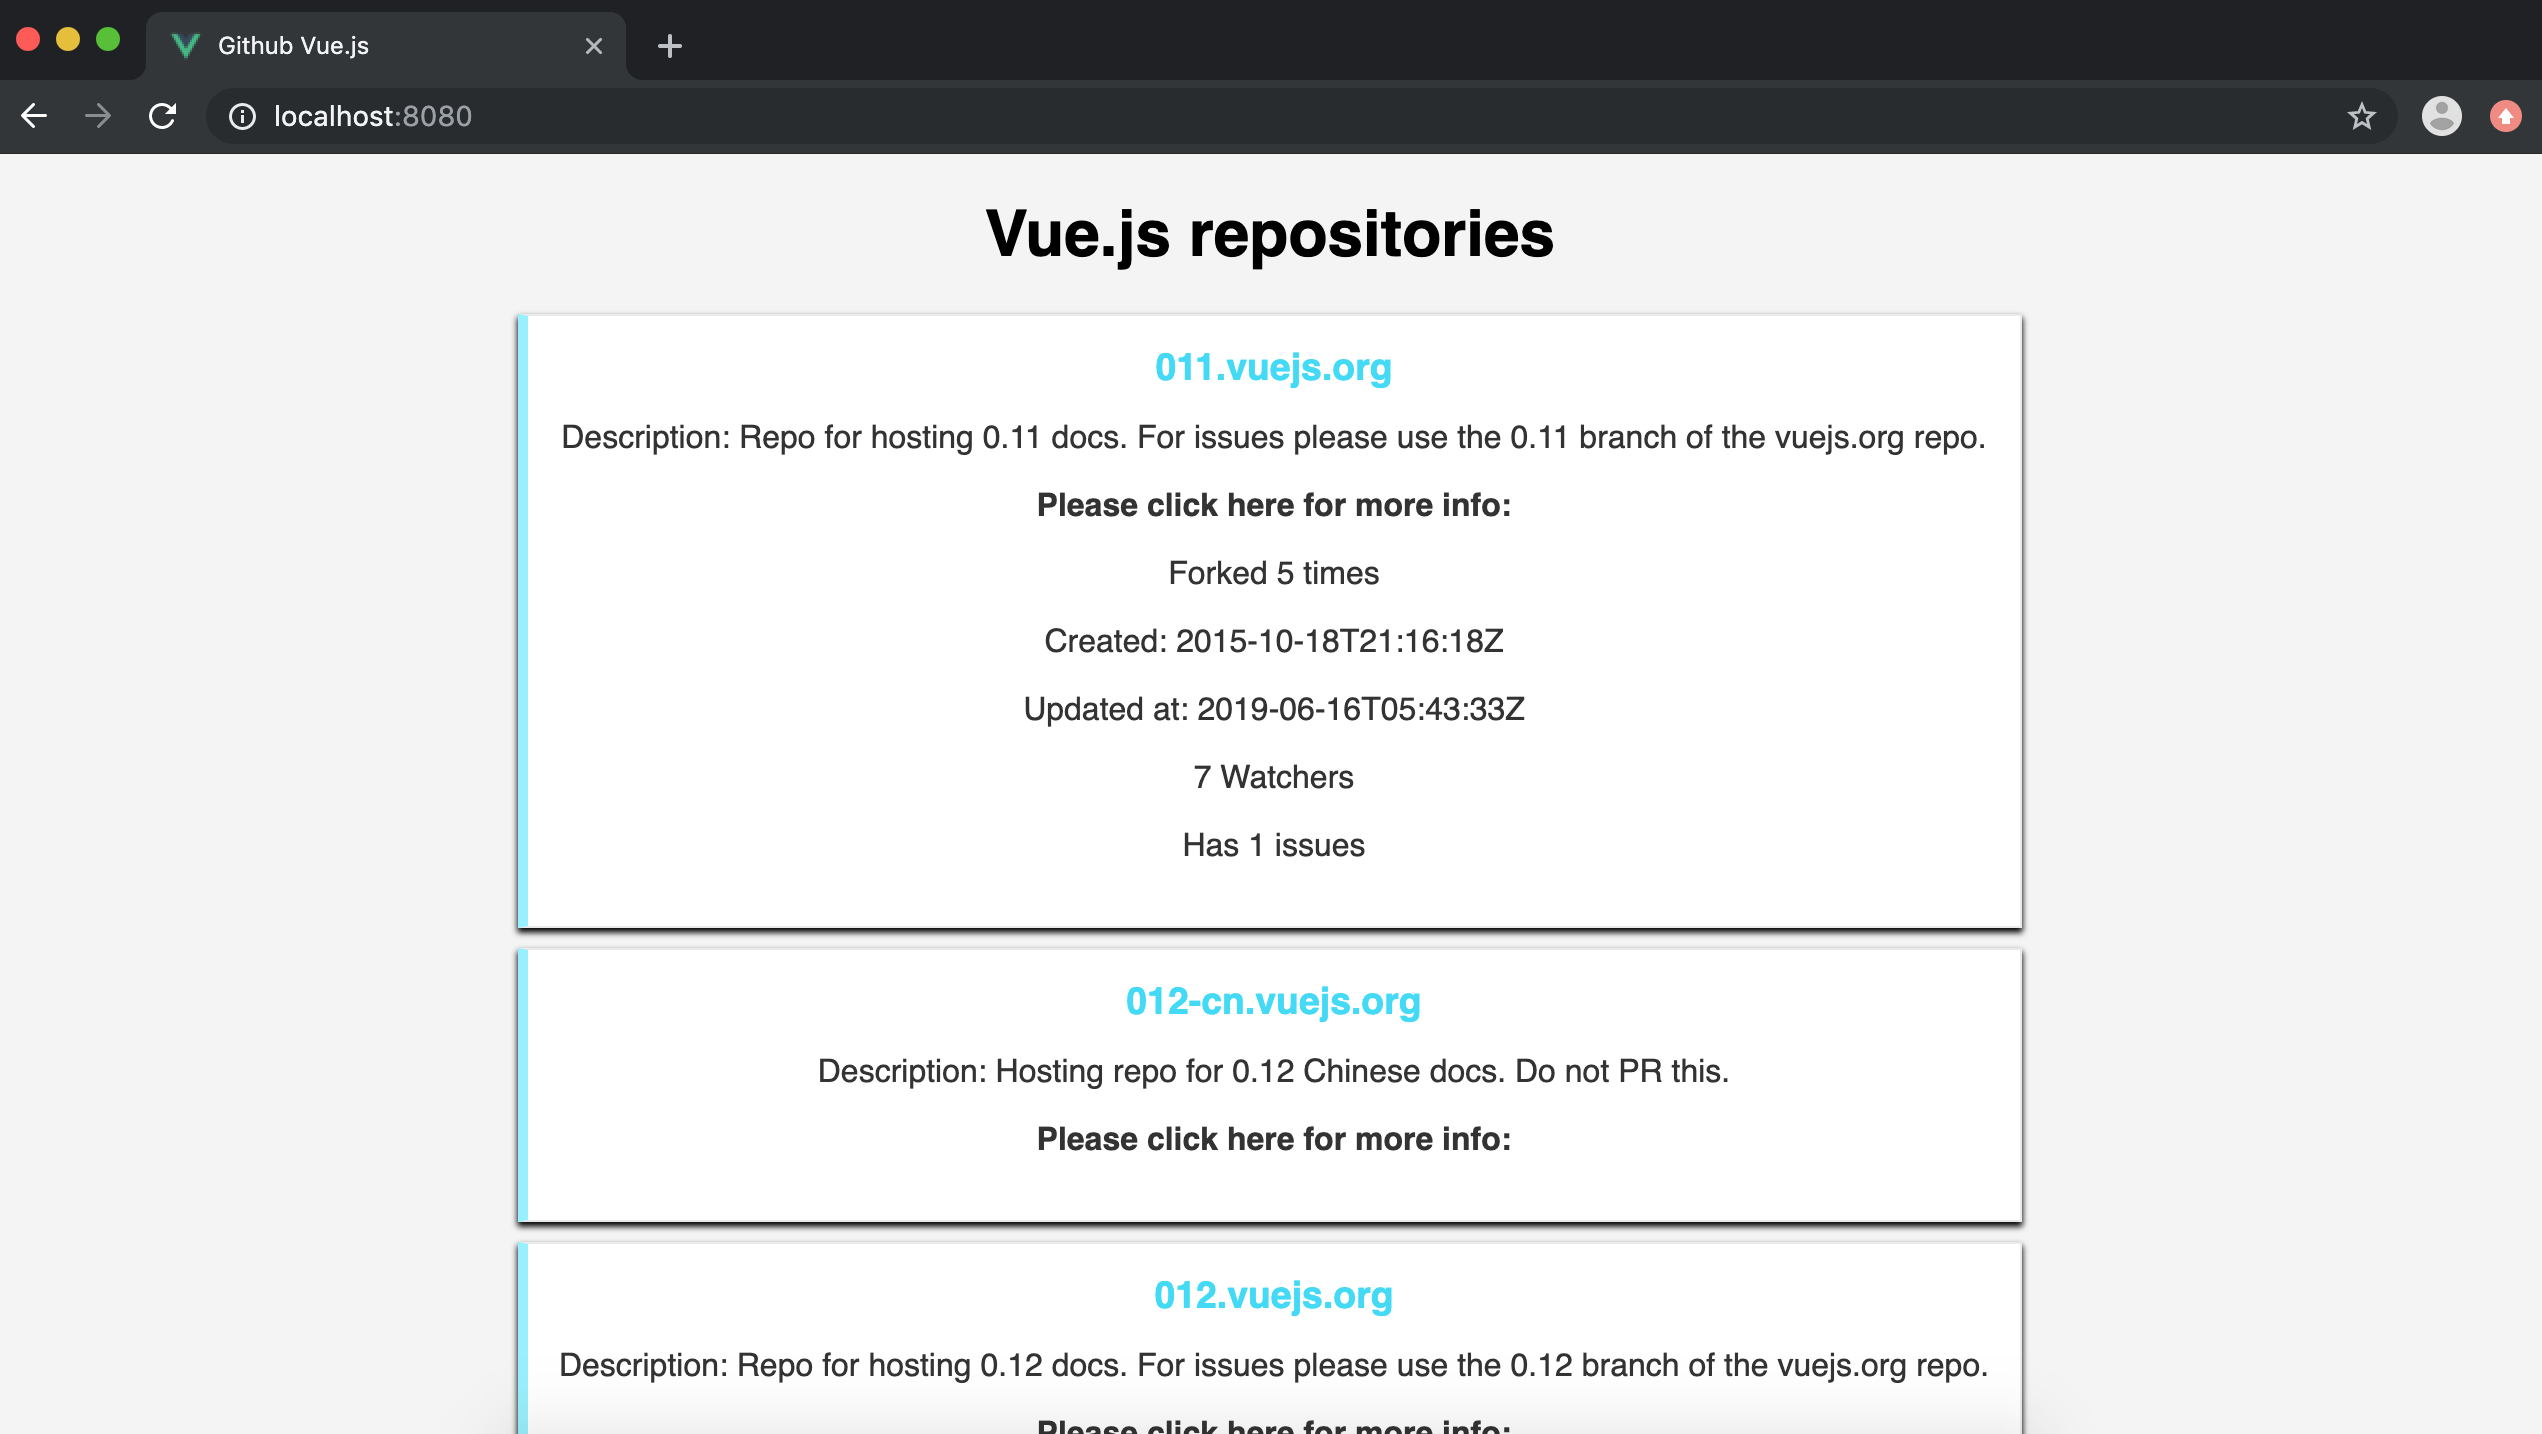 Github Vue.js
localhost:8080
Vue.js repositories
011.vuejs.org
Description: Repo for hosting 0.11 docs. For issues please use the 0.11 branch of the vuejs.org repo.
Please click here for more info:
Forked 5 times
Created: 2015-10-18T21:16:18Z
Updated at: 2019-06-16T05:43:33Z
7 Watchers
Has 1 issues
012-cn.vuejs.org
Description: Hosting repo for 0.12 Chinese docs. Do not PR this.
Please click here for more info:
012.vuejs.org
Description: Repo for hosting 0.12 docs. For issues please use the 0.12 branch of the vuejs.org repo.
Please click here for more info: